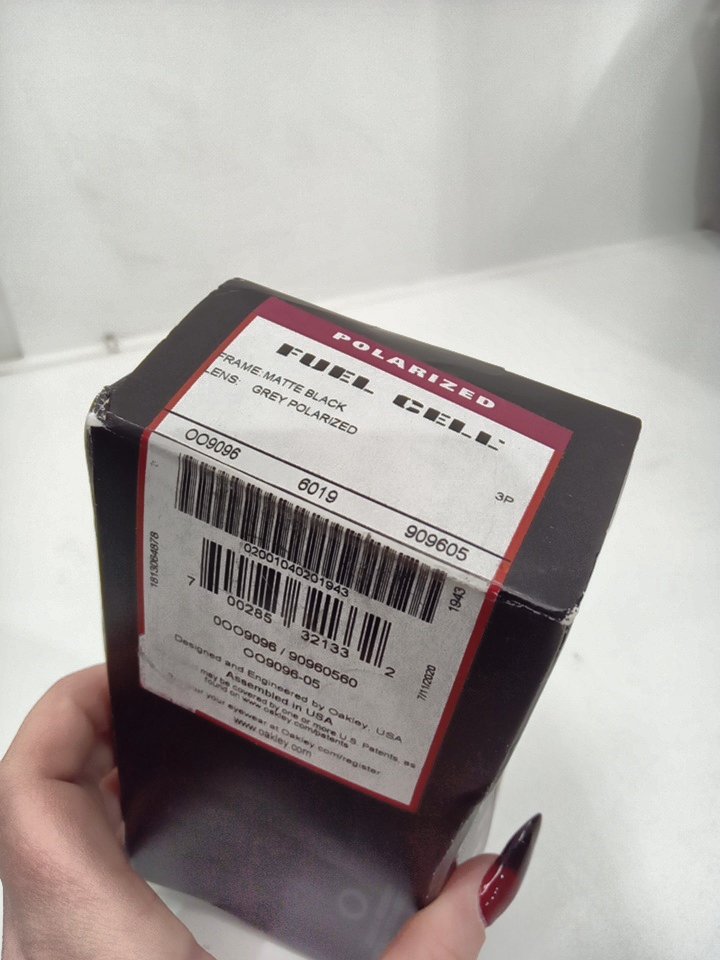 POLARIZED
FUEL CELL
FRAME: MATTE BLACK
LENS: GREY POLARIZED
3P
OO9096 6019 909605
02001040201943
1943
7 00285 32133 2
0OO9096 / 90960560
OO9096-05
7/11/2020
Designed and Engineered by Oakley, USA
Assembled in USA
may be covered by one or more U.S. Patents, as
found on www.oakley.com/patents
your eyewear at Oakley.com/register
www.oakley.com